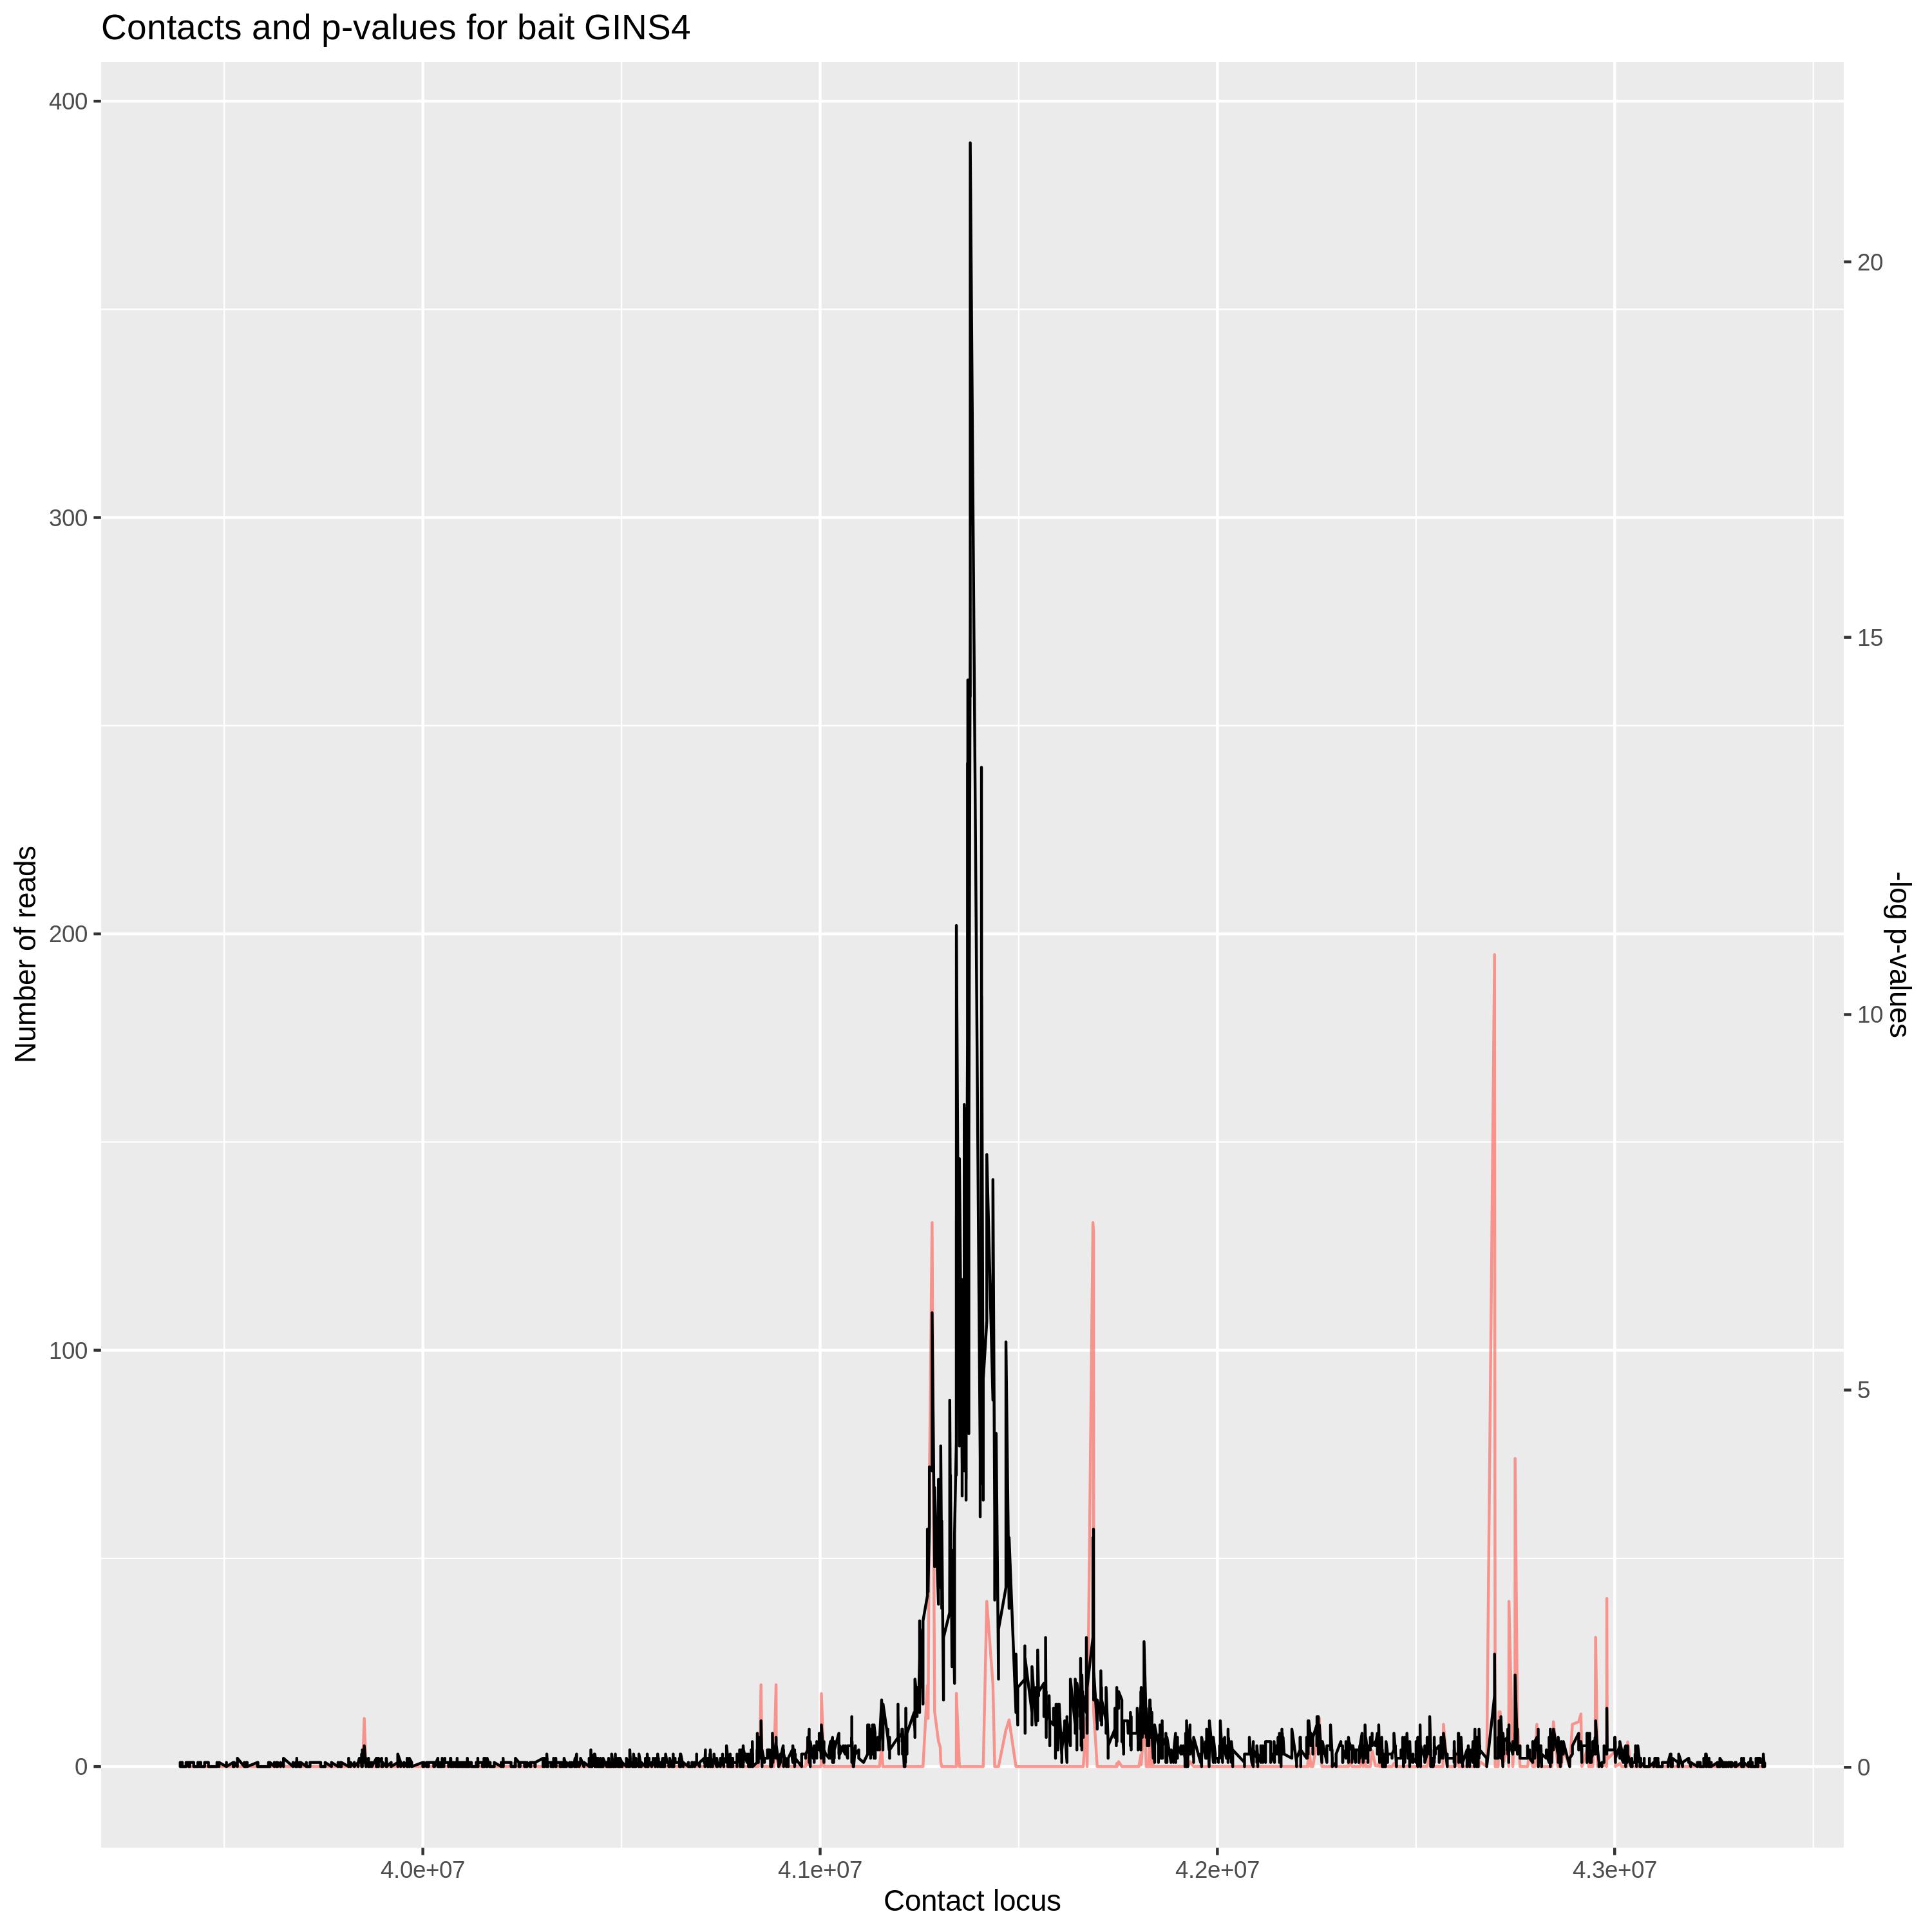 Contacts and p-values for bait GINS4
400
300
200
100
0
Number of reads
20
15
10
5
0
-log p-values
4.0e+07
4.1e+07
4.2e+07
4.3e+07
Contact locus